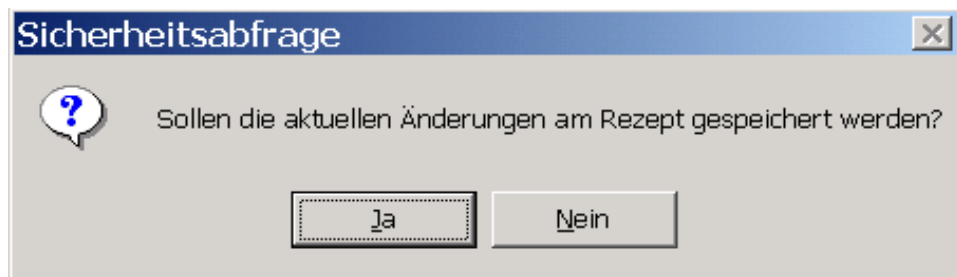 Sicherheitsabfrage
Sollen die aktuellen Änderungen am Rezept gespeichert werden?
Ja Nein